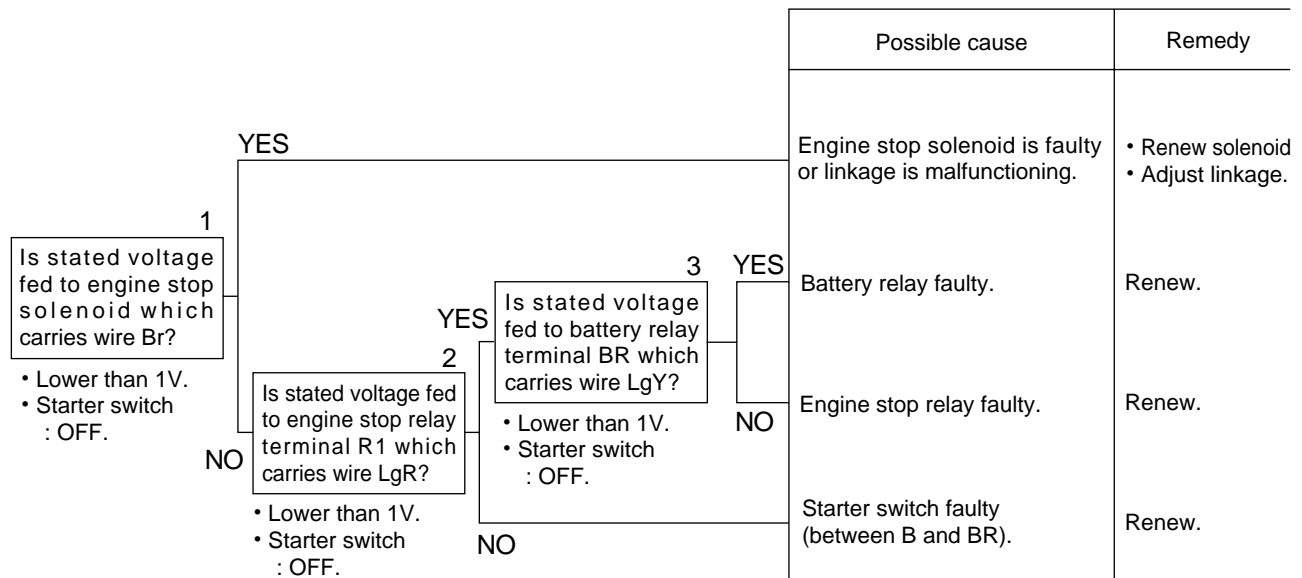 Possible cause
Remedy
YES
Engine stop solenoid is faulty
or linkage is malfunctioning.
• Renew solenoid
• Adjust linkage.
1
Is stated voltage
fed to engine stop
solenoid which
carries wire Br?
• Lower than 1V.
• Starter switch
: OFF.
NO
2
Is stated voltage fed
to engine stop relay
terminal R1 which
carries wire LgR?
• Lower than 1V.
• Starter switch
: OFF.
YES
3
Is stated voltage
fed to battery relay
terminal BR which
carries wire LgY?
• Lower than 1V.
• Starter switch
: OFF.
YES
Battery relay faulty.
Renew.
NO
Engine stop relay faulty.
Renew.
NO
Starter switch faulty
(between B and BR).
Renew.